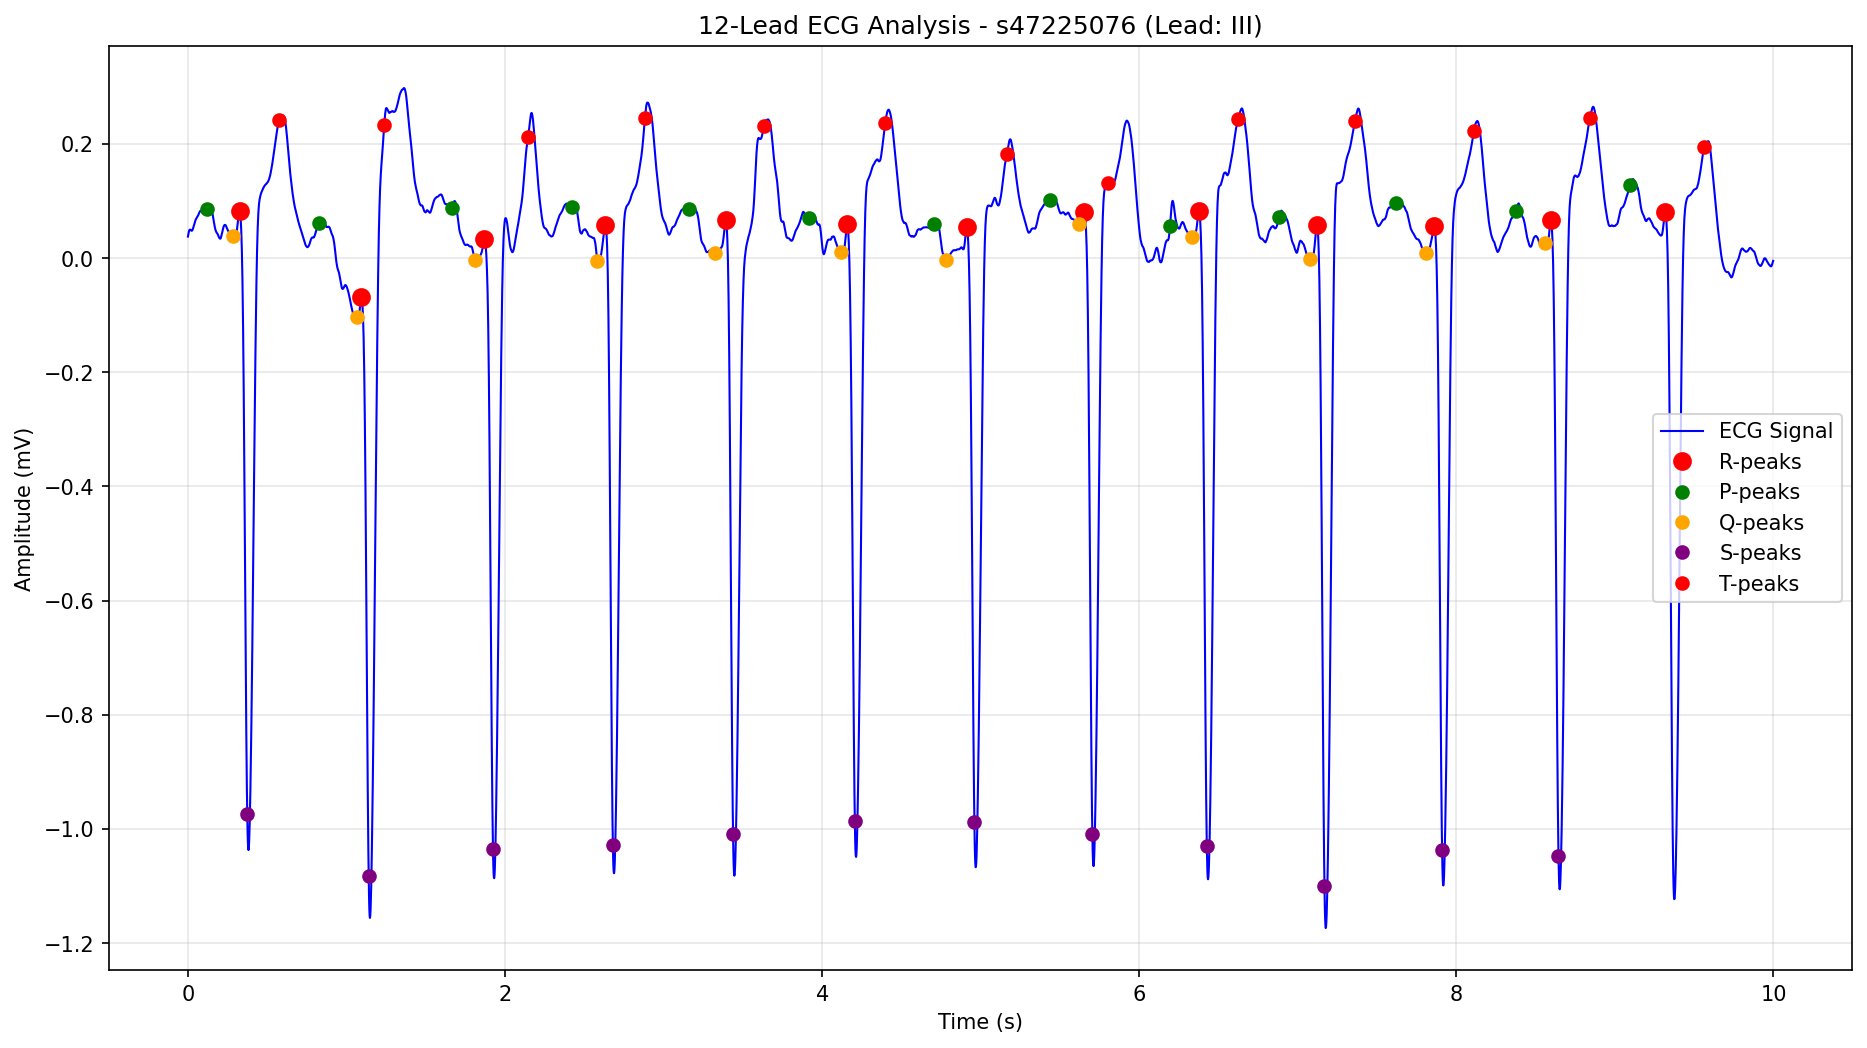 12-Lead ECG Analysis - s47225076 (Lead: III)
Amplitude (mV)
0.2
0.0
−0.2
−0.4
−0.6
−0.8
−1.0
−1.2
ECG Signal
R-peaks
P-peaks
Q-peaks
S-peaks
T-peaks
0 2 4 6 8 10
Time (s)